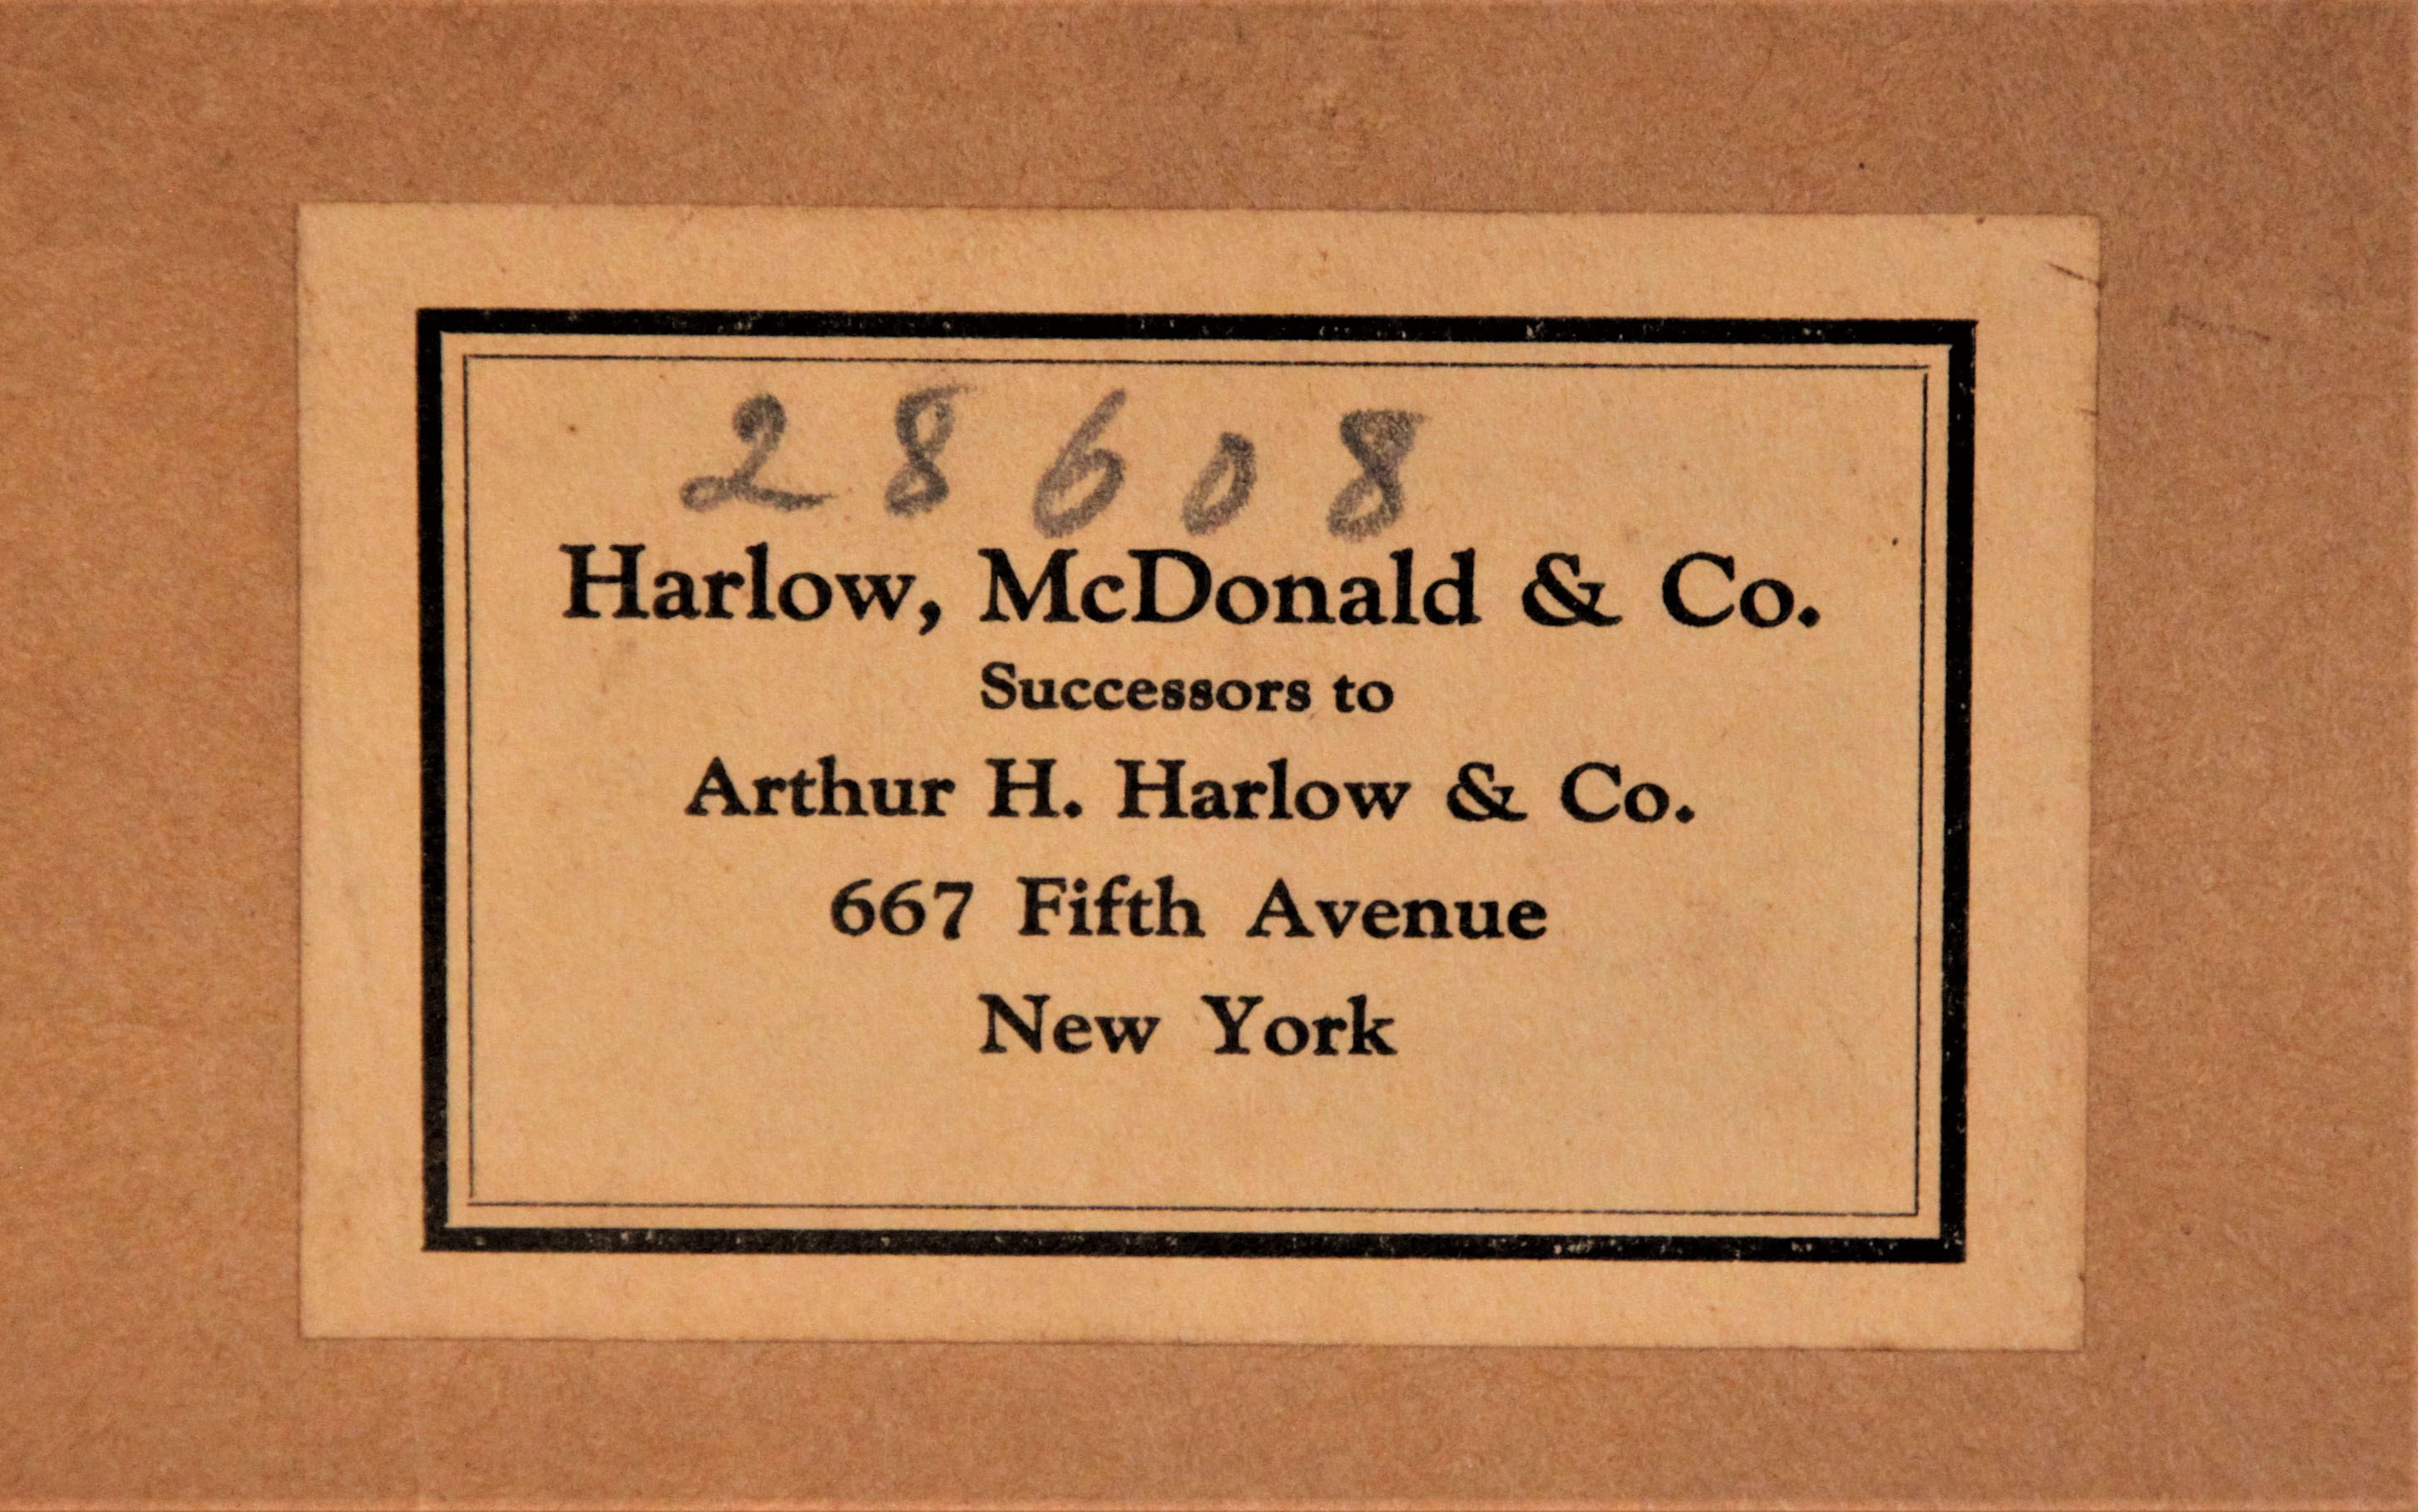 28608
Harlow, McDonald & Co.
Successors to
Arthur H. Harlow & Co.
667 Fifth Avenue
New York